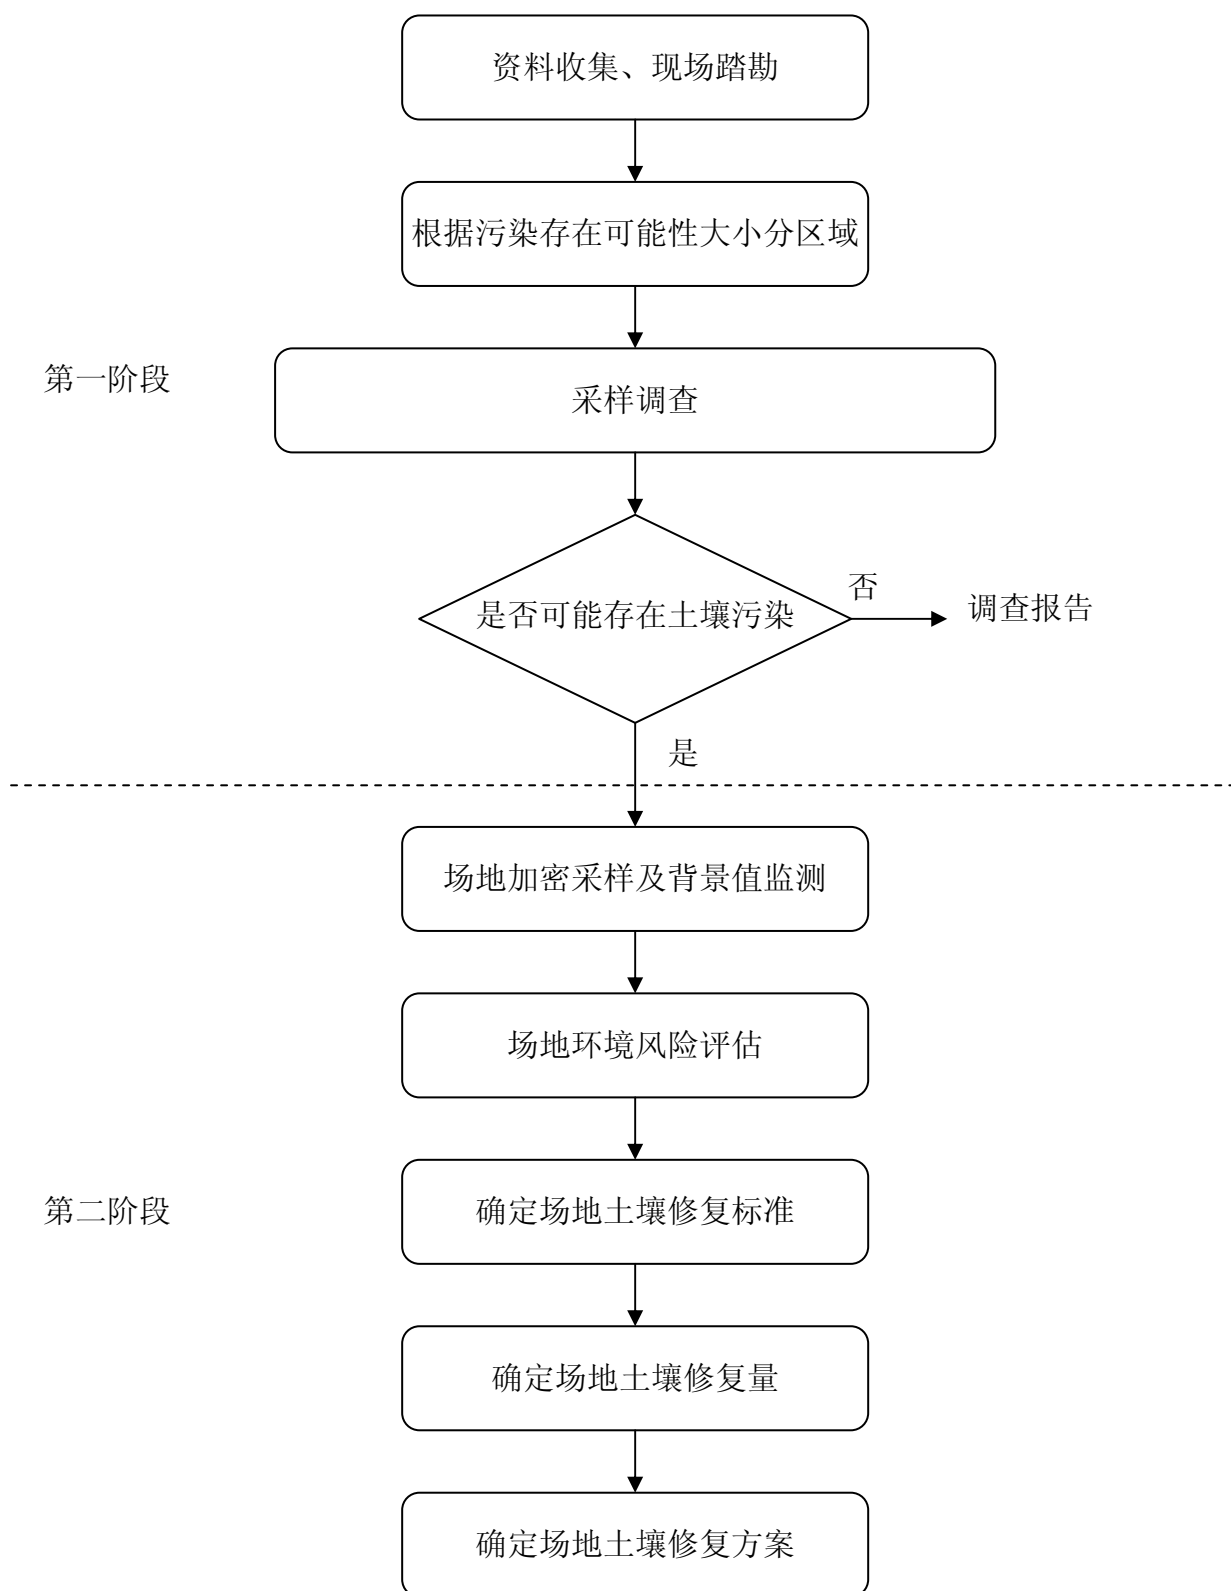 资料收集、现场踏勘
根据污染存在可能性大小分区域
第一阶段
采样调查
否
是否可能存在土壤污染
调查报告
是
场地加密采样及背景值监测
场地环境风险评估
第二阶段
确定场地土壤修复标准
确定场地土壤修复量
确定场地土壤修复方案